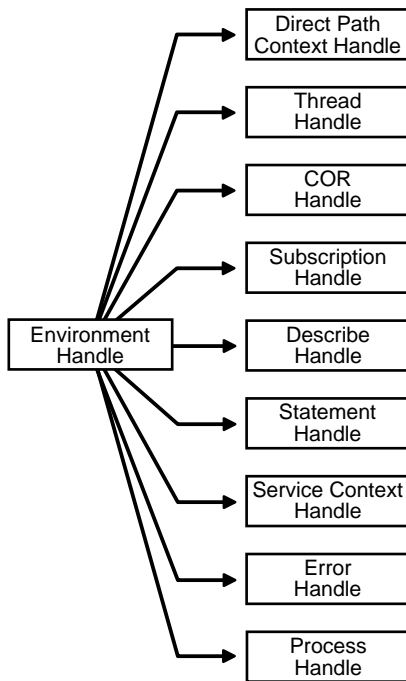 Direct Path
Context Handle
Thread
Handle
COR
Handle
Subscription
Handle
Environment
Handle
Describe
Handle
Statement
Handle
Service Context
Handle
Error
Handle
Process
Handle